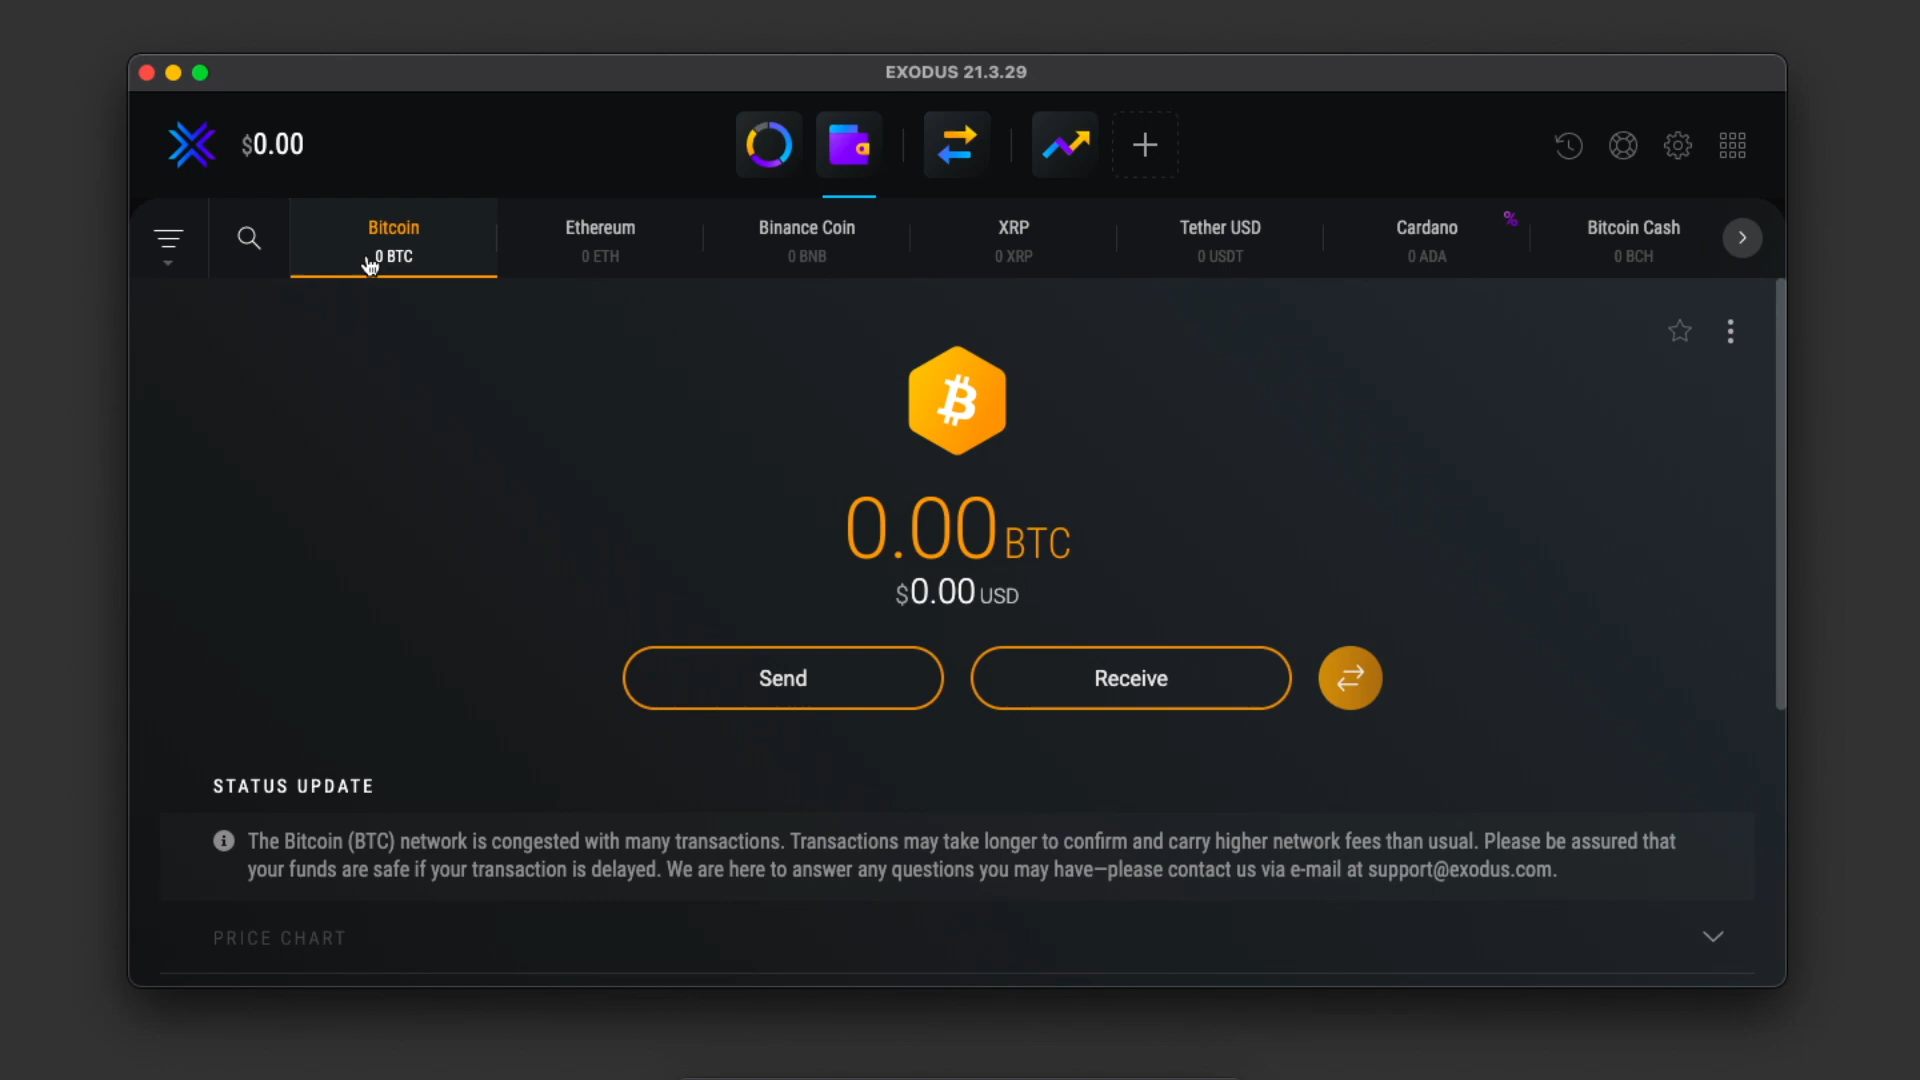 EXODUS 21.3.29
$0.00
Bitcoin
0 BTC
Ethereum
0 ETH
Binance Coin
0 BNB
XRP
0 XRP
Tether USD
0 USDT
Cardano
0 ADA
%
Bitcoin Cash
0 BCH
0.00 BTC
$0.00 USD
Send
Receive
STATUS UPDATE
The Bitcoin (BTC) network is congested with many transactions. Transactions may take longer to confirm and carry higher network fees than usual. Please be assured that
your funds are safe if your transaction is delayed. We are here to answer any questions you may have—please contact us via e-mail at support@exodus.com.
PRICE CHART